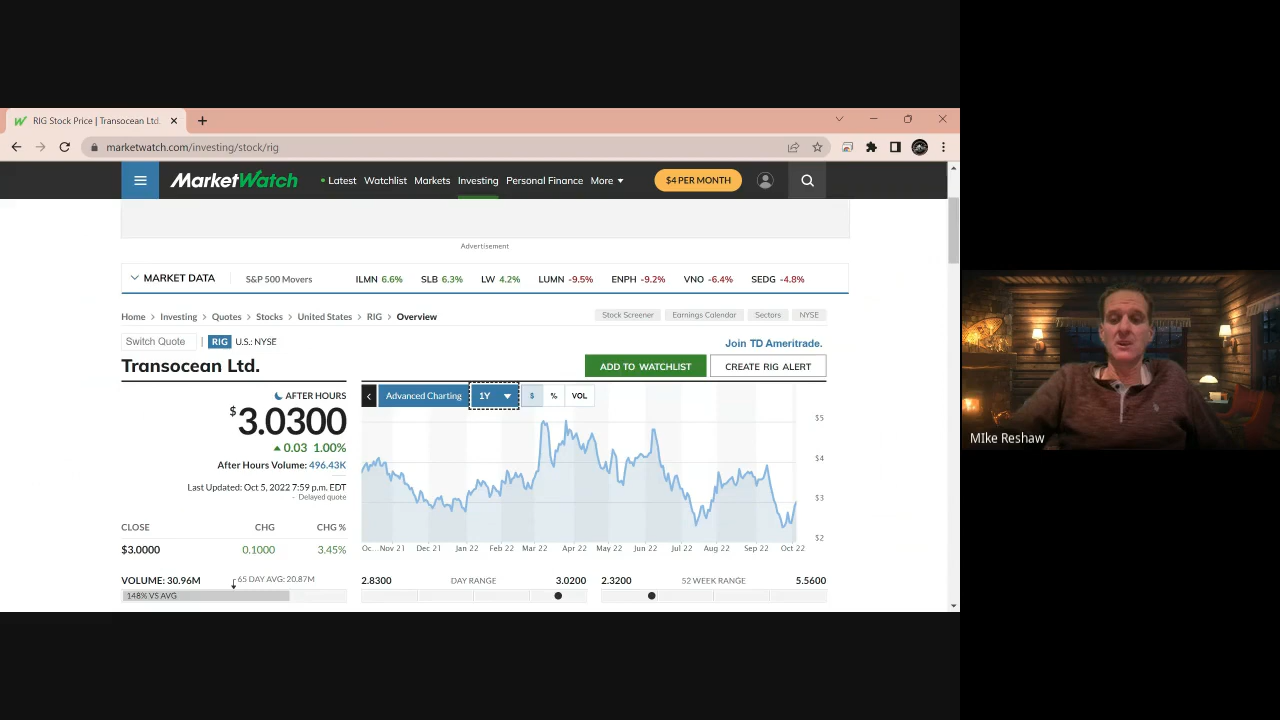 RIG Stock Price | Transocean Ltd.
marketwatch.com/investing/stock/rig
MarketWatch Latest Watchlist Markets Investing Personal Finance More $4 PER MONTH
Advertisement
MARKET DATA S&P 500 Movers ILMN 6.6% SLB 6.3% LW 4.2% LUMN -9.5% ENPH -9.2% VNO -6.4% SEDG -4.8%
Home > Investing > Quotes > Stocks > United States > RIG > Overview Stock Screener Earnings Calendar Sectors NYSE
Switch Quote | RIG U.S.: NYSE Join TD Ameritrade.
Transocean Ltd. ADD TO WATCHLIST CREATE RIG ALERT
AFTER HOURS
$3.0300
0.03 1.00%
After Hours Volume: 496.43K
Last Updated: Oct 5, 2022 7:59 p.m. EDT
- Delayed quote
CLOSE CHG CHG %
$3.0000 0.1000 3.45%
VOLUME: 30.96M 65 DAY AVG: 20.87M
148% VS AVG
< Advanced Charting 1Y $ % VOL
$5
$4
$3
$2
Oc... Nov 21 Dec 21 Jan 22 Feb 22 Mar 22 Apr 22 May 22 Jun 22 Jul 22 Aug 22 Sep 22 Oct 22
2.8300 DAY RANGE 3.0200 2.3200 52 WEEK RANGE 5.5600
MIke Reshaw